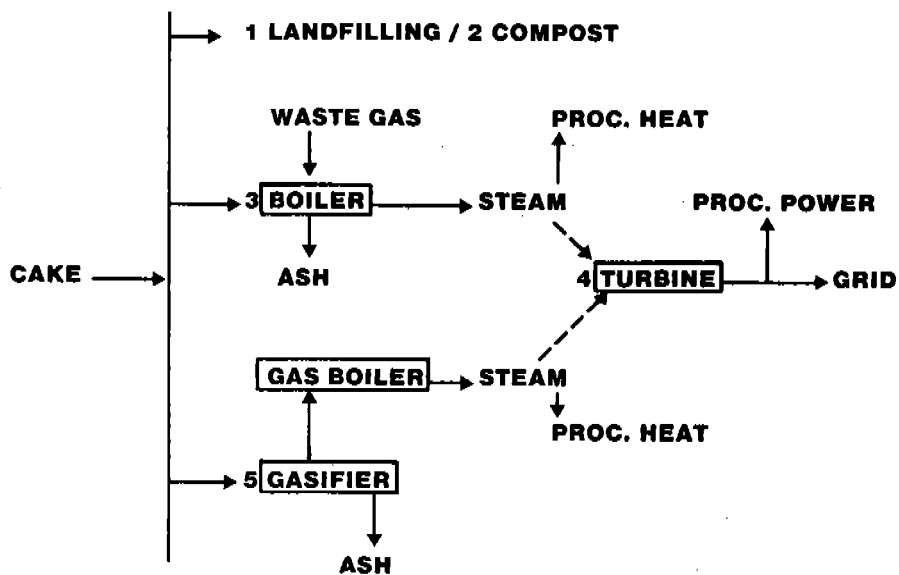 1 LANDFILLING / 2 COMPOST
WASTE GAS
PROC. HEAT
3 BOILER
STEAM
PROC. POWER
ASH
CAKE
4 TURBINE
GRID
GAS BOILER
STEAM
PROC. HEAT
5 GASIFIER
ASH